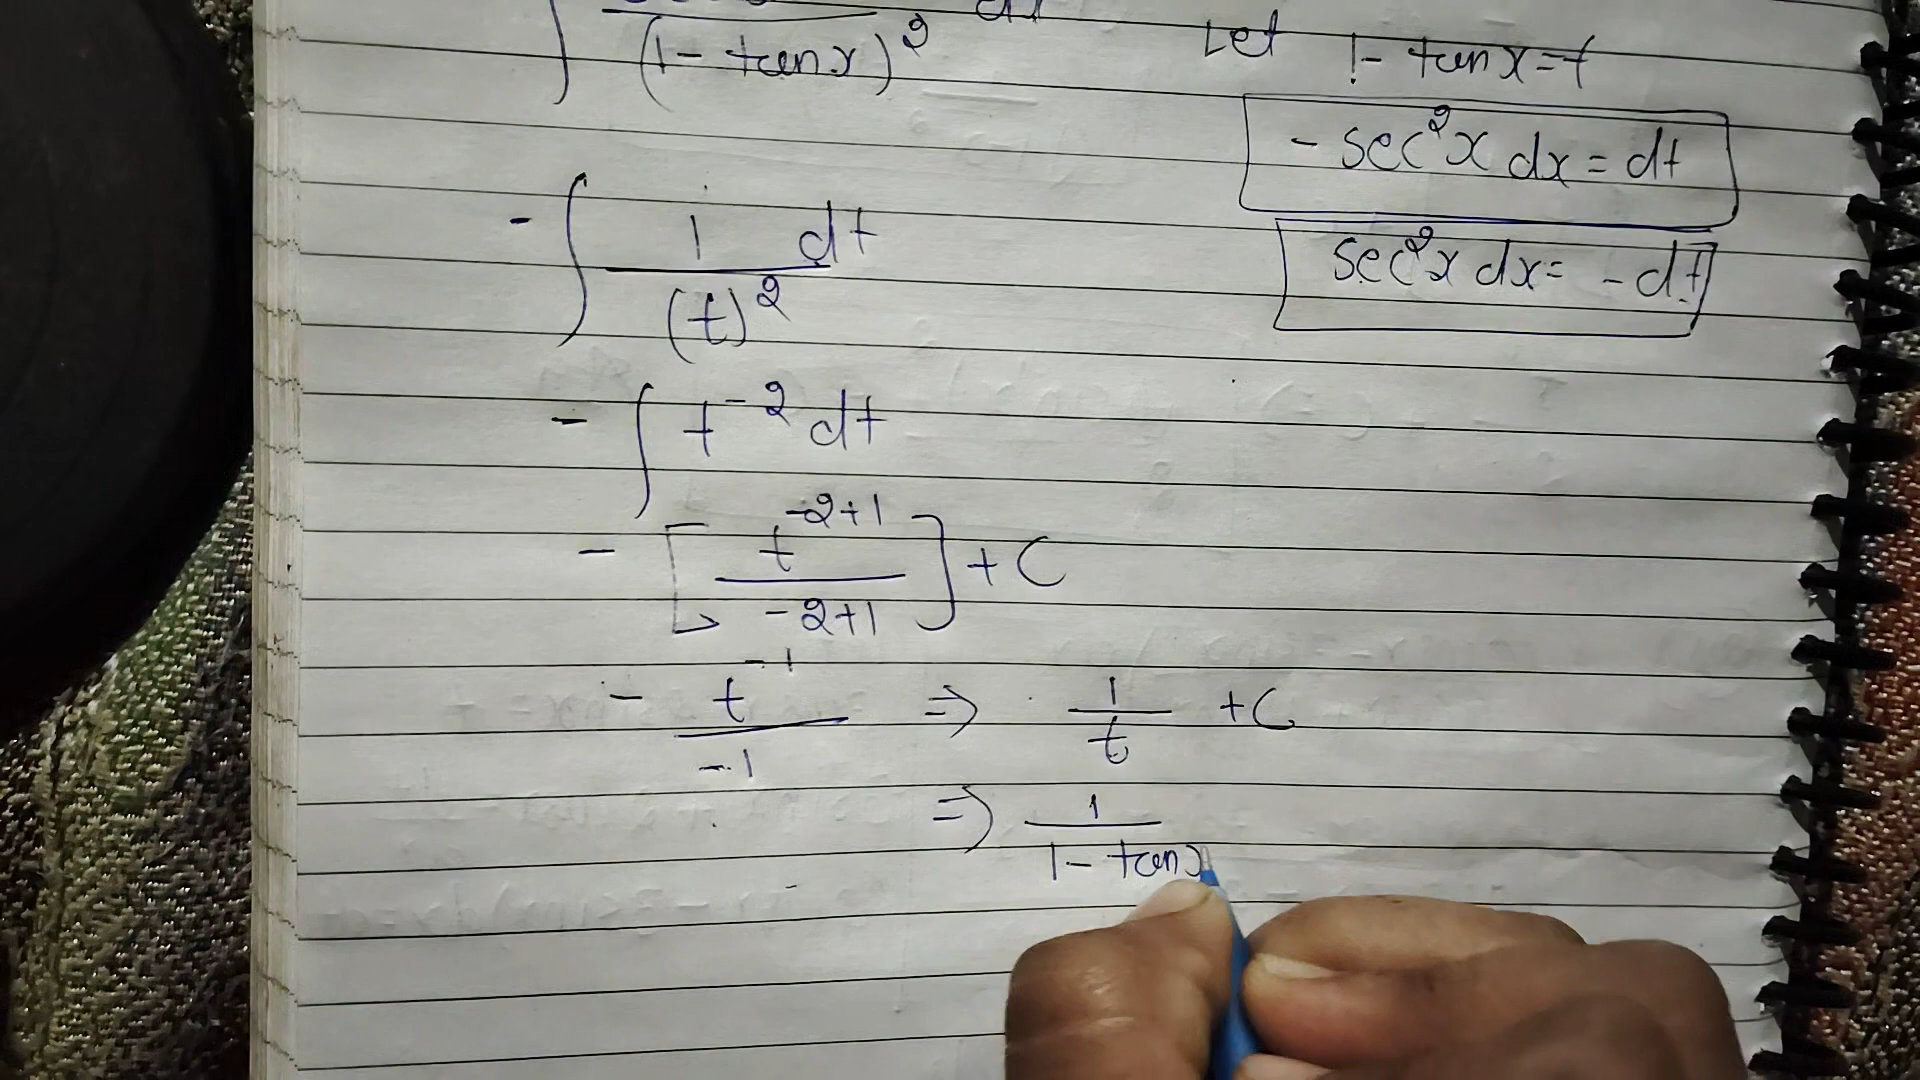 ∫ ─── / (1 - tan x)²
Let 1 - tan x = t
- sec²x dx = dt
sec²x dx = -dt
- ∫ 1 / (t)² dt
- ∫ t⁻² dt
- [ t⁻²⁺¹ / -2+1 ] + C
- t⁻¹ / -1 ⇒ 1 / t + C
⇒ 1 / 1 - tan x